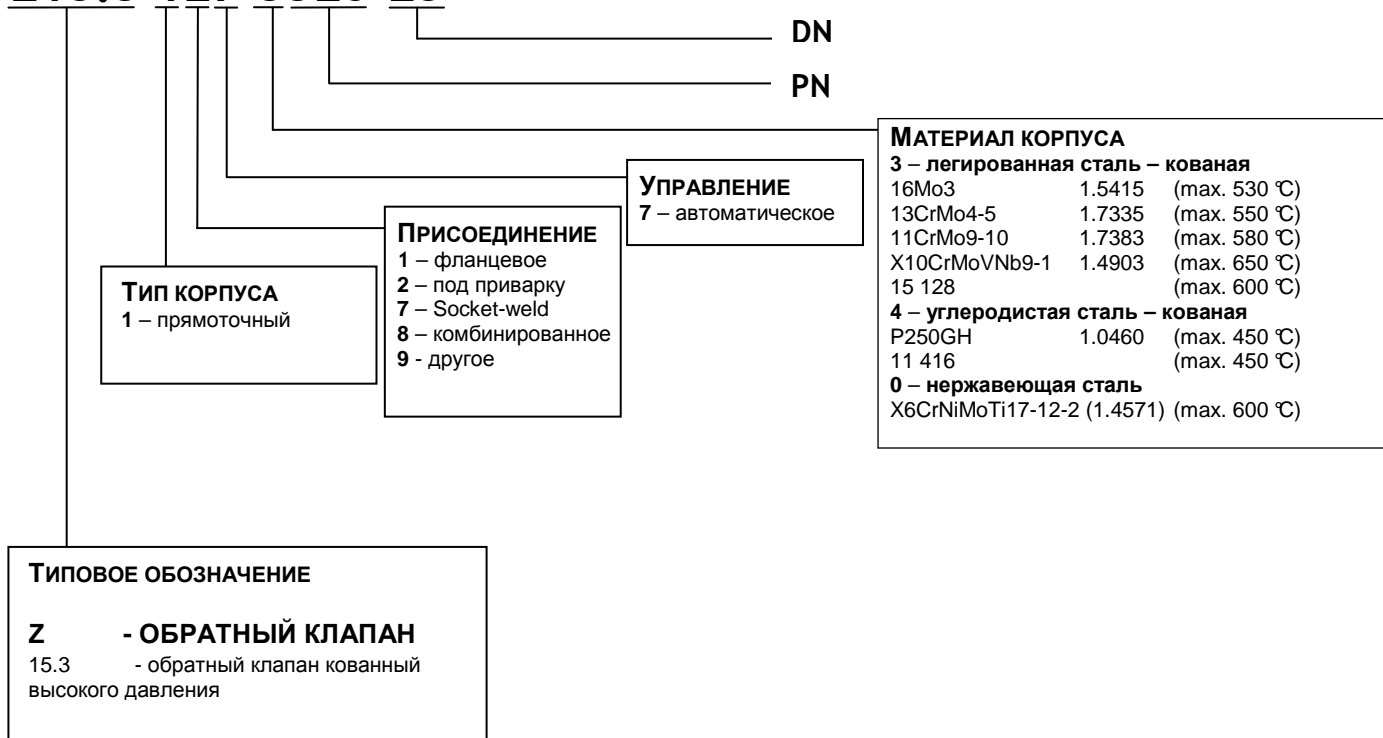 DN
PN
МАТЕРИАЛ КОРПУСА
3 – легированная сталь – кованая
16Mo3 1.5415 (max. 530 ℃)
13CrMo4-5 1.7335 (max. 550 ℃)
11CrMo9-10 1.7383 (max. 580 ℃)
X10CrMoVNb9-1 1.4903 (max. 650 ℃)
15 128 (max. 600 ℃)
4 – углеродистая сталь – кованая
P250GH 1.0460 (max. 450 ℃)
11 416 (max. 450 ℃)
0 – нержавеющая сталь
X6CrNiMoTi17-12-2 (1.4571) (max. 600 ℃)
УПРАВЛЕНИЕ
7 – автоматическое
ПРИСОЕДИНЕНИЕ
1 – фланцевое
2 – под приварку
7 – Socket-weld
8 – комбинированное
9 - другое
ТИП КОРПУСА
1 – прямоточный
ТИПОВОЕ ОБОЗНАЧЕНИЕ
Z - ОБРАТНЫЙ КЛАПАН
15.3 - обратный клапан кованный
высокого давления